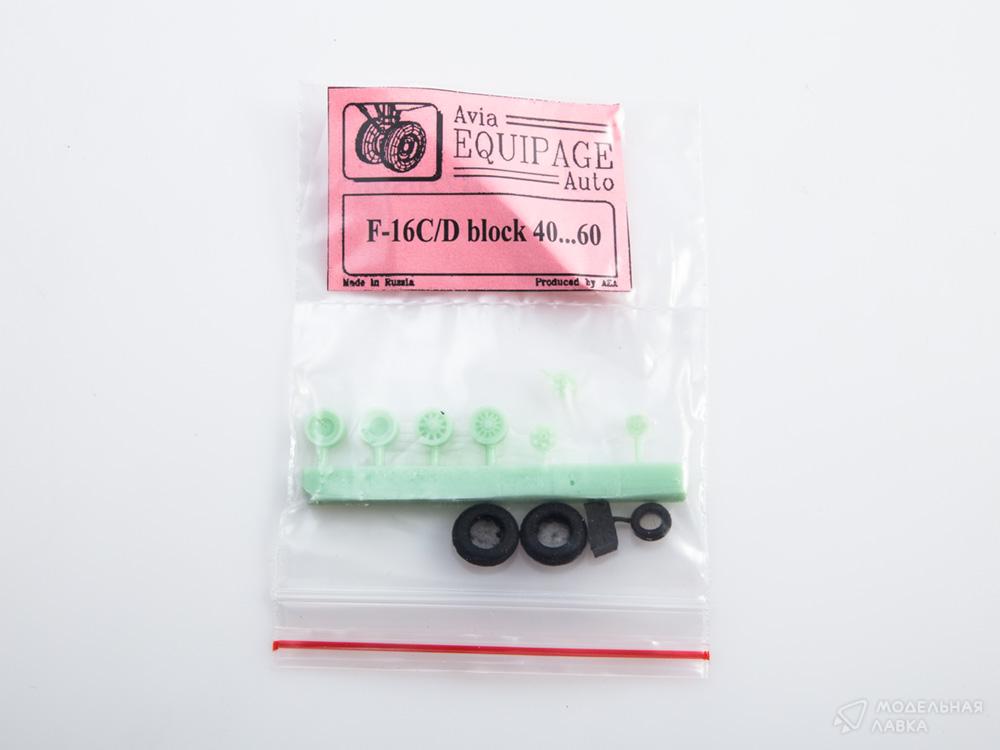 Avia
EQUIPAGE
Auto
F-16C/D block 40...60
Made in Russia
Produced by AEA
МОДЕЛЬНАЯ
ЛАВКА